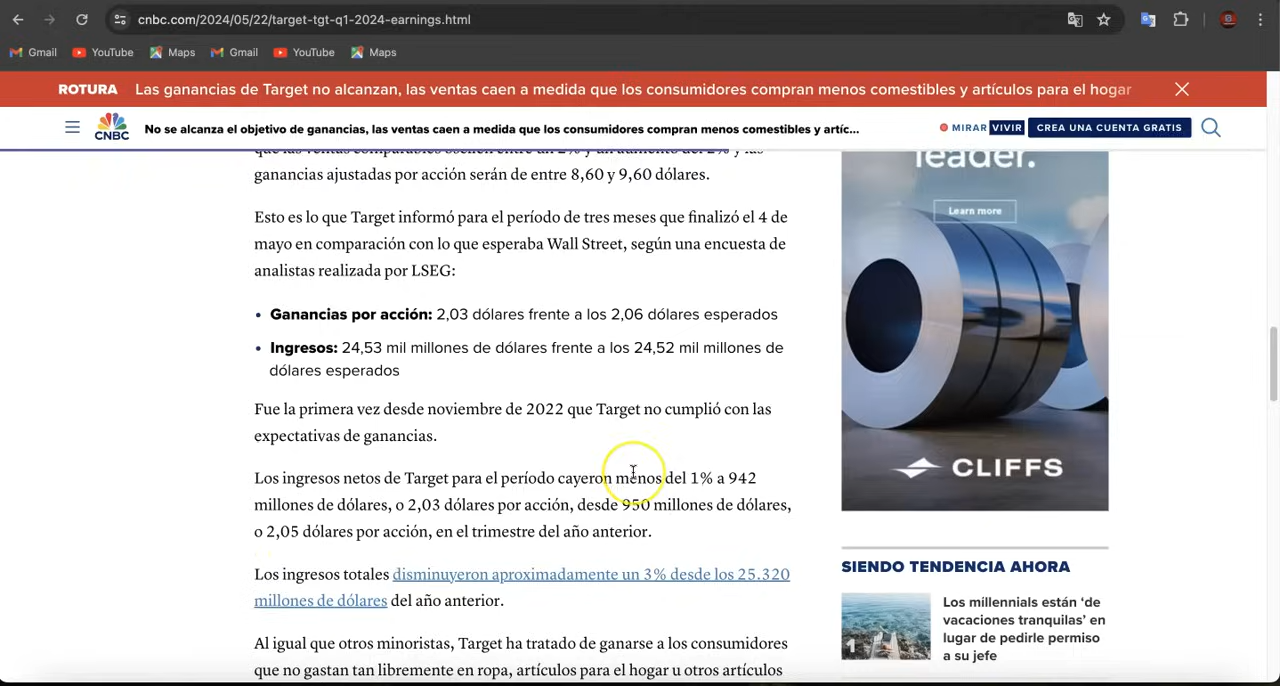 cnbc.com/2024/05/22/target-tgt-q1-2024-earnings.html
Gmail YouTube Maps Gmail YouTube Maps
ROTURA Las ganancias de Target no alcanzan, las ventas caen a medida que los consumidores compran menos comestibles y artículos para el hogar
CNBC No se alcanza el objetivo de ganancias, las ventas caen a medida que los consumidores compran menos comestibles y artíc... MIRAR VIVIR CREA UNA CUENTA GRATIS
que las ventas comparables oscilen entre un 2% y un aumento del 2% y las
ganancias ajustadas por acción serán de entre 8,60 y 9,60 dólares.
Esto es lo que Target informó para el período de tres meses que finalizó el 4 de
mayo en comparación con lo que esperaba Wall Street, según una encuesta de
analistas realizada por LSEG:
• Ganancias por acción: 2,03 dólares frente a los 2,06 dólares esperados
• Ingresos: 24,53 mil millones de dólares frente a los 24,52 mil millones de
dólares esperados
Fue la primera vez desde noviembre de 2022 que Target no cumplió con las
expectativas de ganancias.
Los ingresos netos de Target para el período cayeron menos del 1% a 942
millones de dólares, o 2,03 dólares por acción, desde 950 millones de dólares,
o 2,05 dólares por acción, en el trimestre del año anterior.
Los ingresos totales disminuyeron aproximadamente un 3% desde los 25.320
millones de dólares del año anterior.
Al igual que otros minoristas, Target ha tratado de ganarse a los consumidores
que no gastan tan libremente en ropa, artículos para el hogar u otros artículos
leader.
Learn more
CLIFFS
SIENDO TENDENCIA AHORA
1
Los millennials están ‘de
vacaciones tranquilas’ en
lugar de pedirle permiso
a su jefe